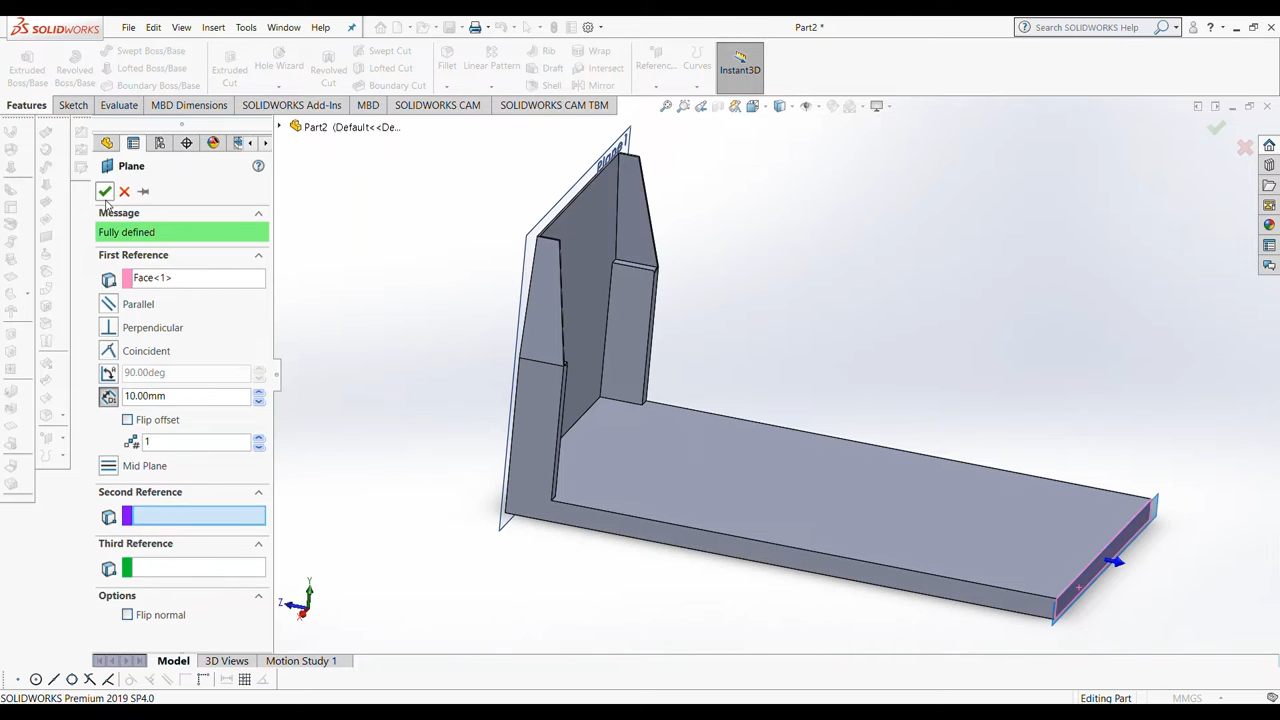 SOLIDWORKS File Edit View Insert Tools Window Help Part2 * Search SOLIDWORKS Help ?
Extruded Boss/Base
Revolved Boss/Base
Swept Boss/Base
Lofted Boss/Base
Boundary Boss/Base
Extruded Cut
Hole Wizard
Revolved Cut
Swept Cut
Lofted Cut
Boundary Cut
Fillet
Linear Pattern
Rib
Draft
Shell
Wrap
Intersect
Mirror
Referenc...
Curves
Instant3D
Features Sketch Evaluate MBD Dimensions SOLIDWORKS Add-Ins MBD SOLIDWORKS CAM SOLIDWORKS CAM TBM
Part2 (Default<<De...
Plane
?
Message
Fully defined
First Reference
Face<1>
Parallel
Perpendicular
Coincident
90.00deg
10.00mm
Flip offset
1
Mid Plane
Second Reference
Third Reference
Options
Flip normal
Plane1
Y
Z
X
Model 3D Views Motion Study 1
SOLIDWORKS Premium 2019 SP4.0 Editing Part MMGS